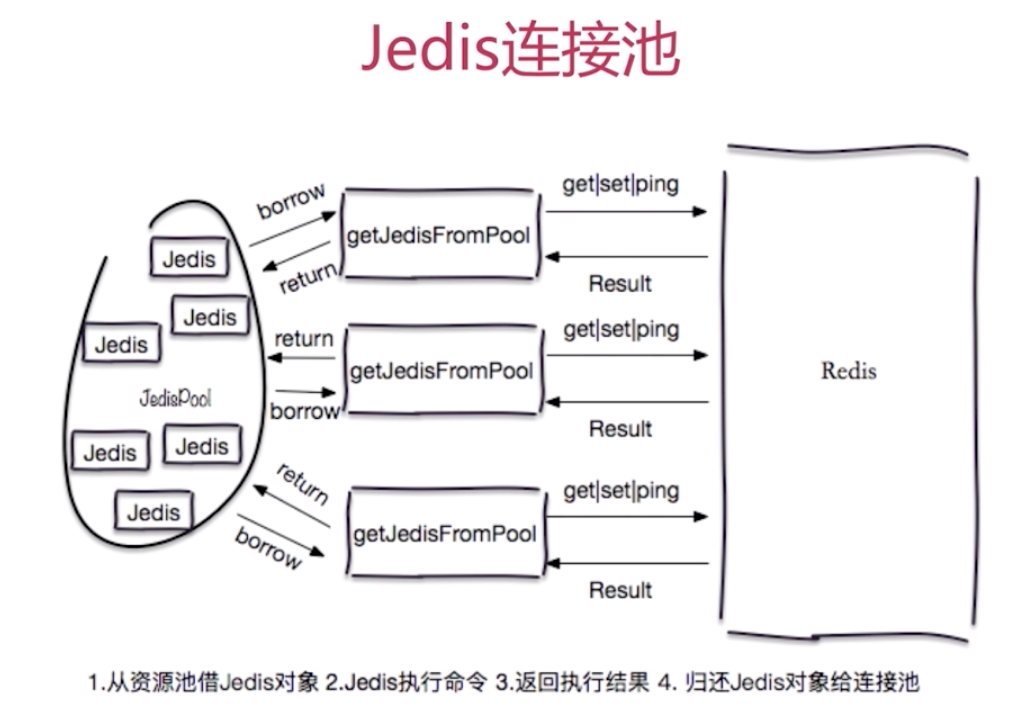 Jedis连接池
borrow
return
getJedisFromPool
get|set|ping
Result
Jedis
Jedis
Jedis
JedisPool
Jedis
Jedis
Jedis
return
borrow
getJedisFromPool
get|set|ping
Result
return
borrow
getJedisFromPool
get|set|ping
Result
Redis
1.从资源池借Jedis对象 2.Jedis执行命令 3.返回执行结果 4. 归还Jedis对象给连接池